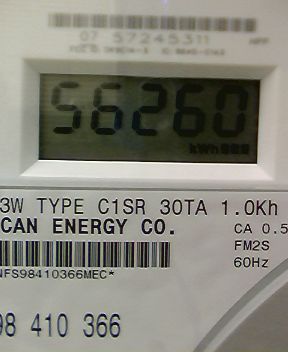 07 57245311
56260
kWh
3W TYPE C1SR 30TA 1.0Kh
CAN ENERGY CO.
CA 0.5
FM2S
60Hz
NFS98410366MEC*
98 410 366